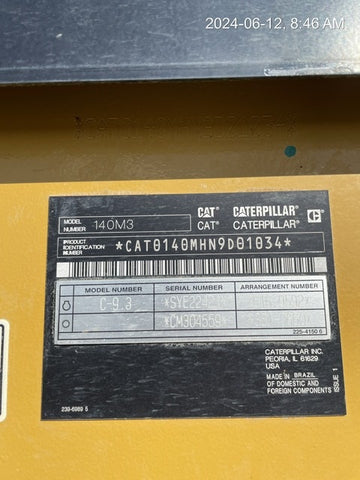 2024-06-12, 8:46 AM
MODEL NUMBER 140M3 CAT® CATERPILLAR®
CAT® CATERPILLAR® C
PRODUCT IDENTIFICATION NUMBER *CAT0140MHN9D01034*
MODEL NUMBER SERIAL NUMBER ARRANGEMENT NUMBER
C-9.3
225-4150 6
CATERPILLAR INC.
PEORIA, IL 61629
USA
MADE IN BRAZIL
OF DOMESTIC AND
FOREIGN COMPONENTS
ISSUE 1
230-6989 5